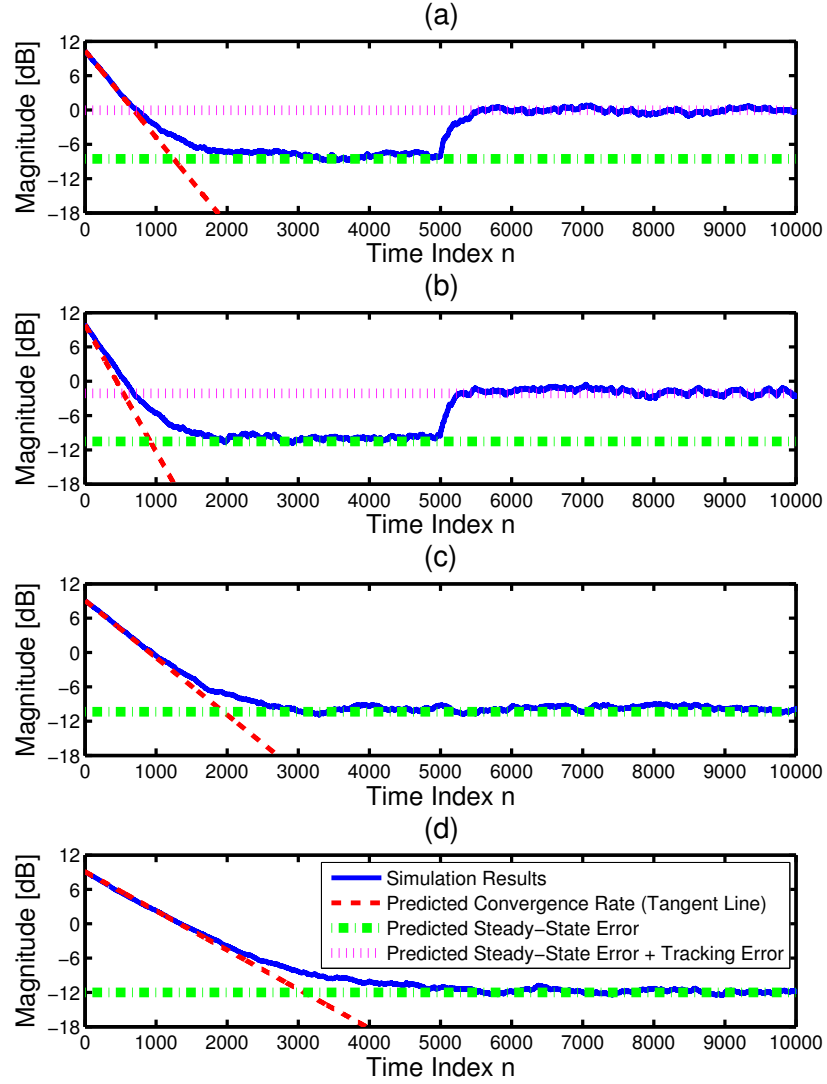 (a)
Magnitude [dB]
12
6
0
−6
−12
−18
0 1000 2000 3000 4000 5000 6000 7000 8000 9000 10000
Time Index n
(b)
Magnitude [dB]
12
6
0
−6
−12
−18
0 1000 2000 3000 4000 5000 6000 7000 8000 9000 10000
Time Index n
(c)
Magnitude [dB]
12
6
0
−6
−12
−18
0 1000 2000 3000 4000 5000 6000 7000 8000 9000 10000
Time Index n
(d)
Magnitude [dB]
12
6
0
−6
−12
−18
Simulation Results
Predicted Convergence Rate (Tangent Line)
Predicted Steady−State Error
Predicted Steady−State Error + Tracking Error
0 1000 2000 3000 4000 5000 6000 7000 8000 9000 10000
Time Index n